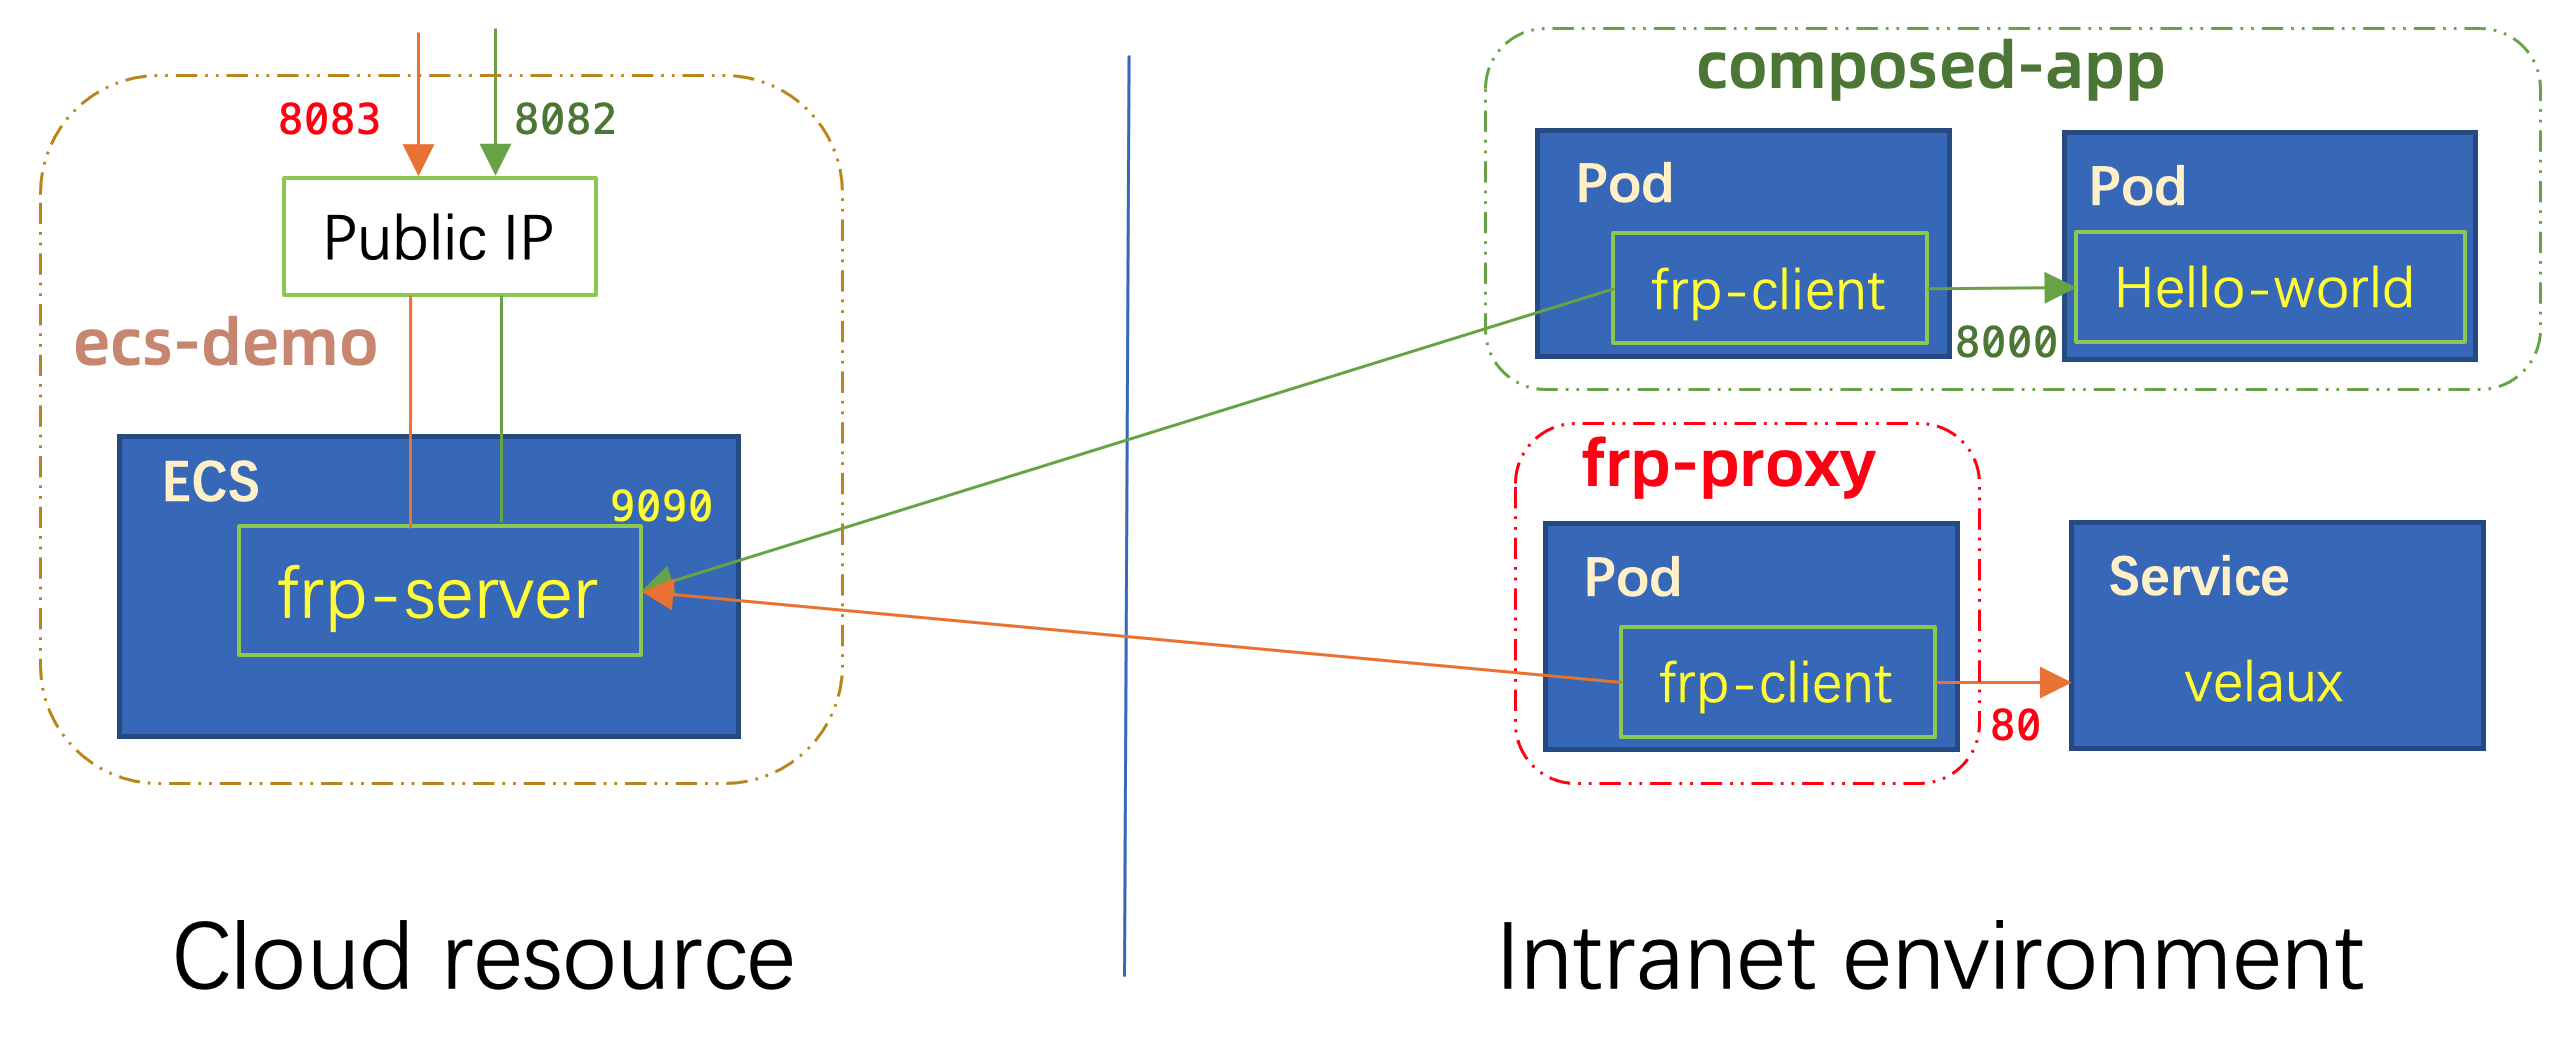 8083
8082
Public IP
ecs-demo
ECS
9090
frp-server
Cloud resource
composed-app
Pod
frp-client
8000
Pod
Hello-world
frp-proxy
Pod
frp-client
80
Service
velaux
Intranet environment